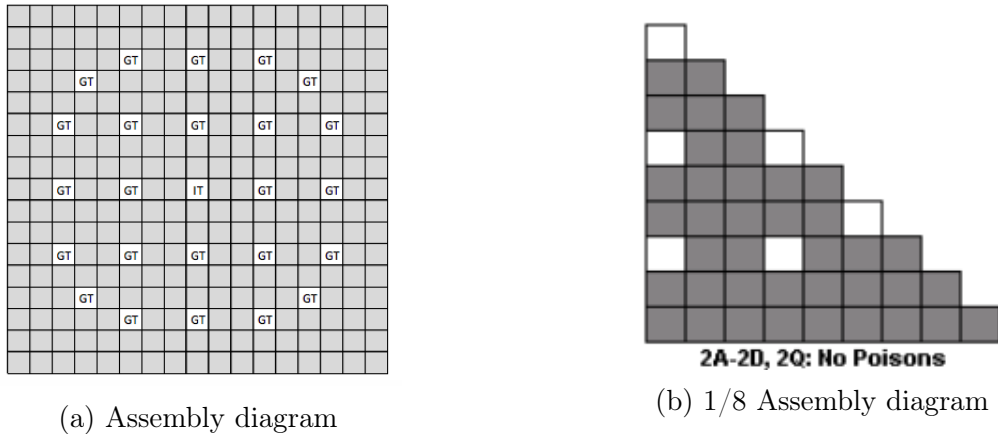 GT GT GT
GT GT
GT GT GT GT GT
GT GT IT GT GT
GT GT GT GT GT
GT GT
GT GT GT
2A-2D, 2Q: No Poisons
(a) Assembly diagram
(b) 1/8 Assembly diagram